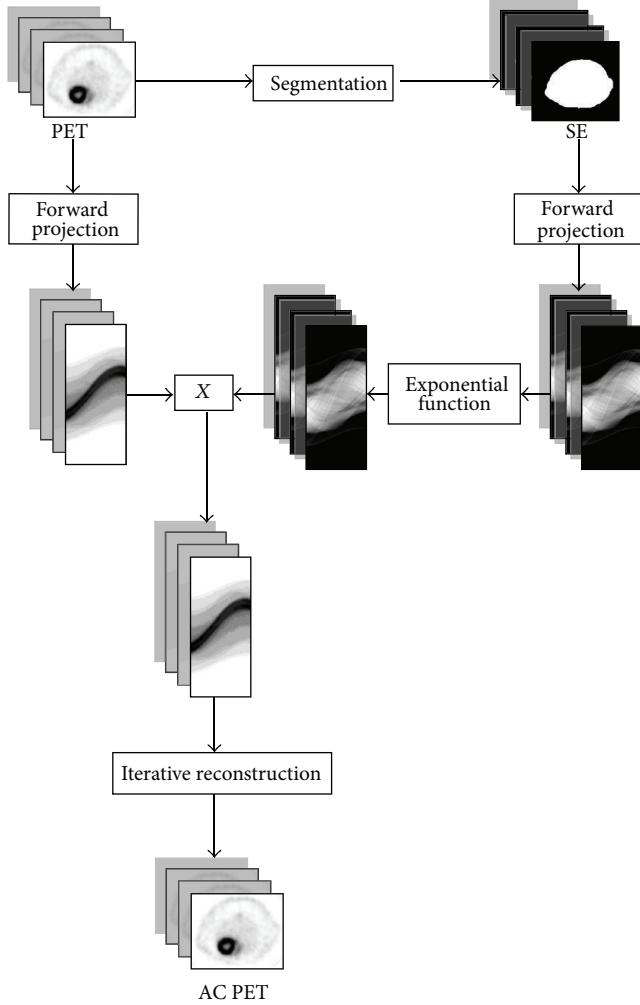 Segmentation
PET
SE
Forward
projection
Forward
projection
X
Exponential
function
Iterative reconstruction
AC PET